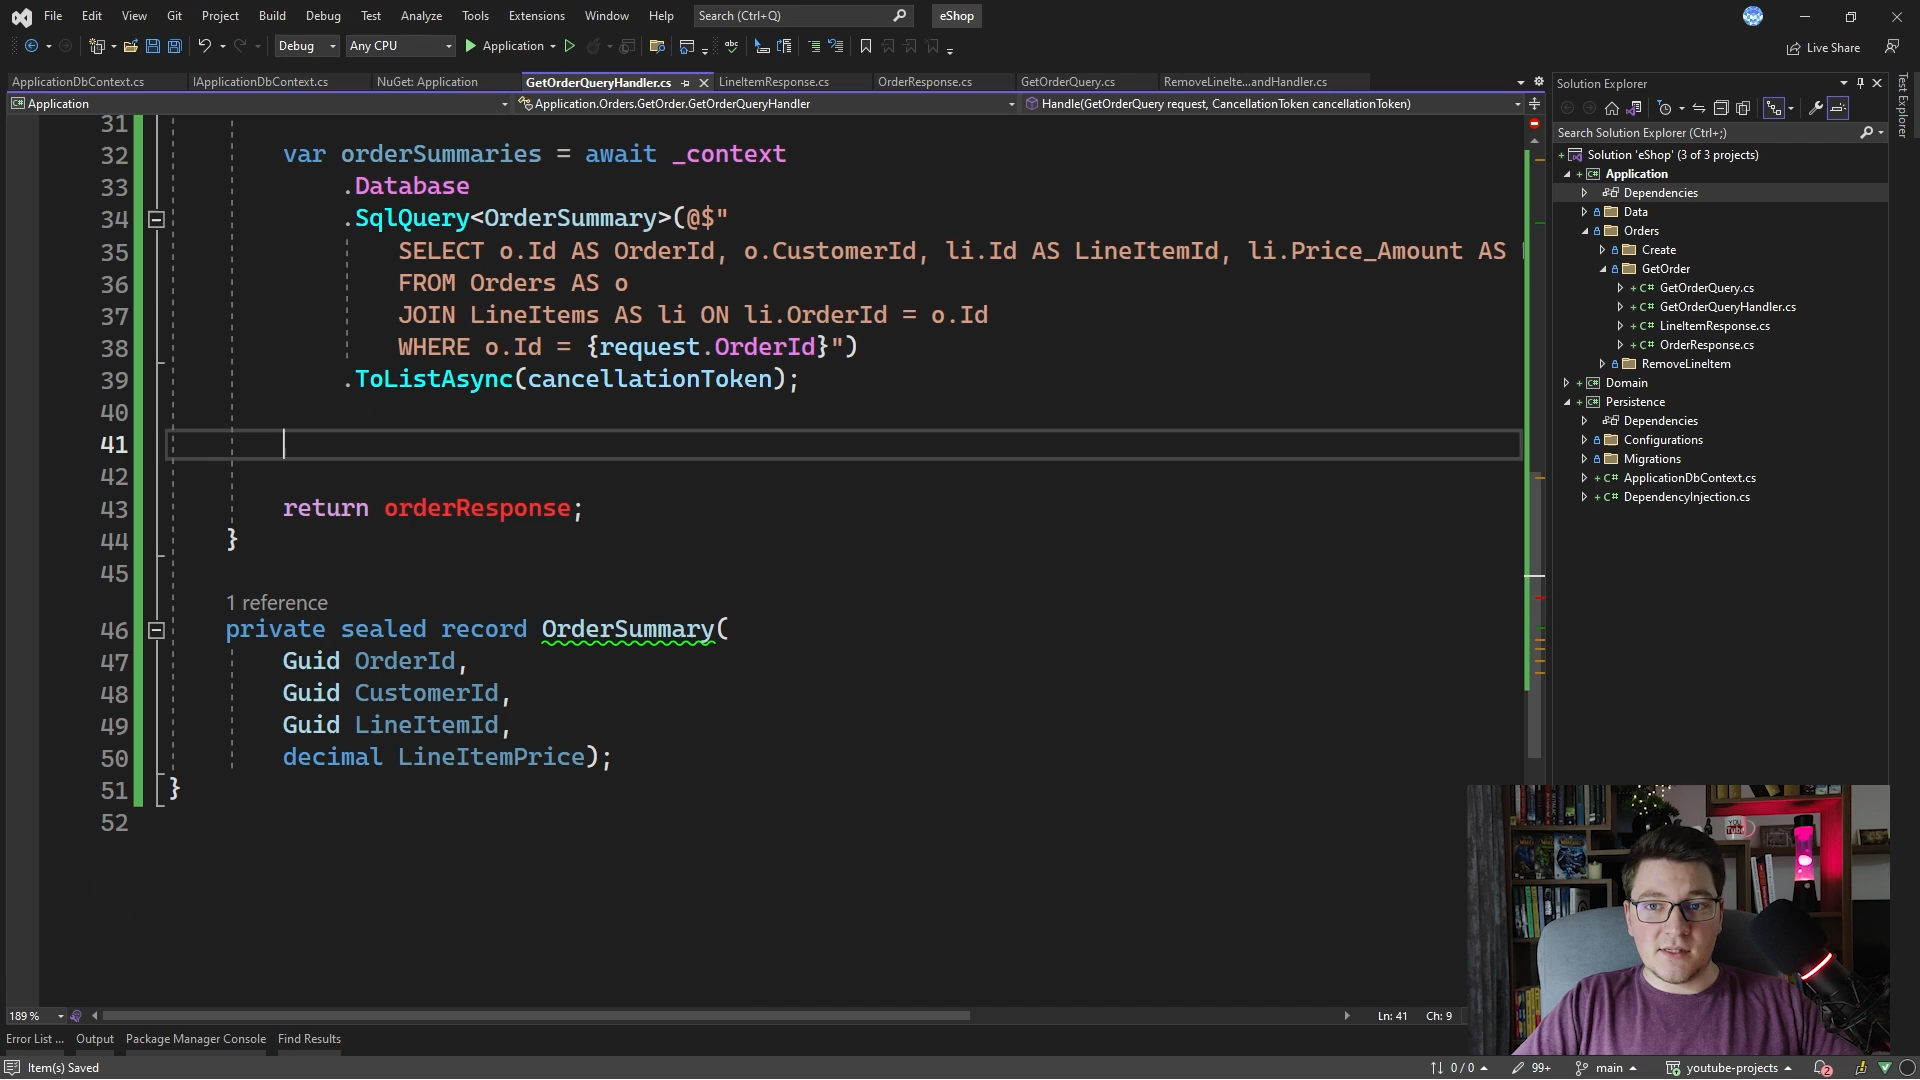 File Edit View Git Project Build Debug Test Analyze Tools Extensions Window Help Search (Ctrl+Q) eShop
Debug Any CPU Application Live Share
ApplicationDbContext.cs IApplicationDbContext.cs NuGet: Application GetOrderQueryHandler.cs LineItemResponse.cs OrderResponse.cs GetOrderQuery.cs RemoveLineIte...andHandler.cs
Application Application.Orders.GetOrder.GetOrderQueryHandler Handle(GetOrderQuery request, CancellationToken cancellationToken)
31
32 var orderSummaries = await _context
33 .Database
34 .SqlQuery<OrderSummary>(@$"
35 SELECT o.Id AS OrderId, o.CustomerId, li.Id AS LineItemId, li.Price_Amount AS
36 FROM Orders AS o
37 JOIN LineItems AS li ON li.OrderId = o.Id
38 WHERE o.Id = {request.OrderId}")
39 .ToListAsync(cancellationToken);
40
41
42
43 return orderResponse;
44 }
45
1 reference
46 private sealed record OrderSummary(
47 Guid OrderId,
48 Guid CustomerId,
49 Guid LineItemId,
50 decimal LineItemPrice);
51 }
52
189 % Ln: 41 Ch: 9
Error List ... Output Package Manager Console Find Results
Item(s) Saved 0 / 0 99+ main youtube-projects 2
Solution Explorer
Search Solution Explorer (Ctrl+;)
Solution 'eShop' (3 of 3 projects)
Application
Dependencies
Data
Orders
Create
GetOrder
GetOrderQuery.cs
GetOrderQueryHandler.cs
LineItemResponse.cs
OrderResponse.cs
RemoveLineItem
Domain
Persistence
Dependencies
Configurations
Migrations
ApplicationDbContext.cs
DependencyInjection.cs
Test Explorer
YOU
Tube